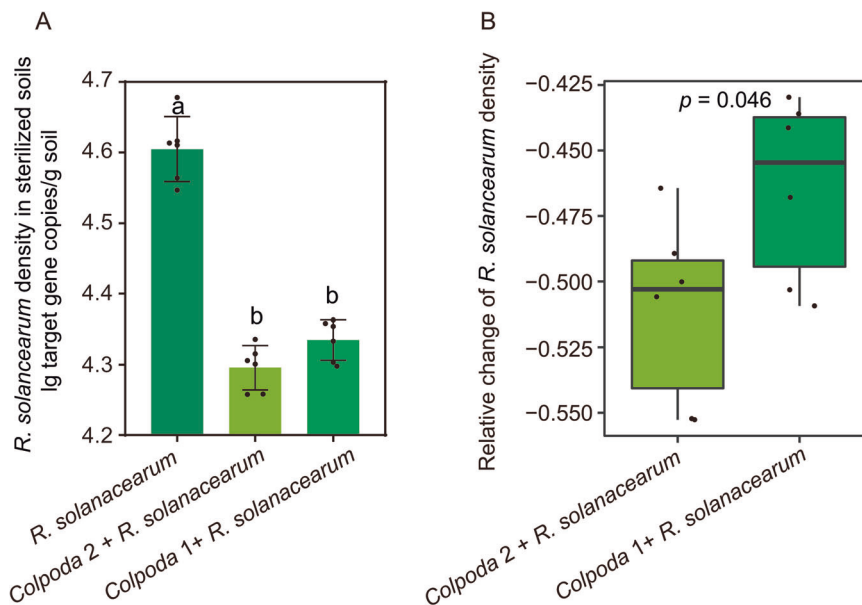 A
R. solancearum density in sterilized soils
lg target gene copies/g soil
4.7
4.6
4.5
4.4
4.3
4.2
a
b
b
R. solanacearum
Colpoda 2 + R. solanacearum
Colpoda 1+ R. solanacearum
B
Relative change of R. solancearum density
−0.425
−0.450
−0.475
−0.500
−0.525
−0.550
p = 0.046
Colpoda 2 + R. solanacearum
Colpoda 1+ R. solanacearum